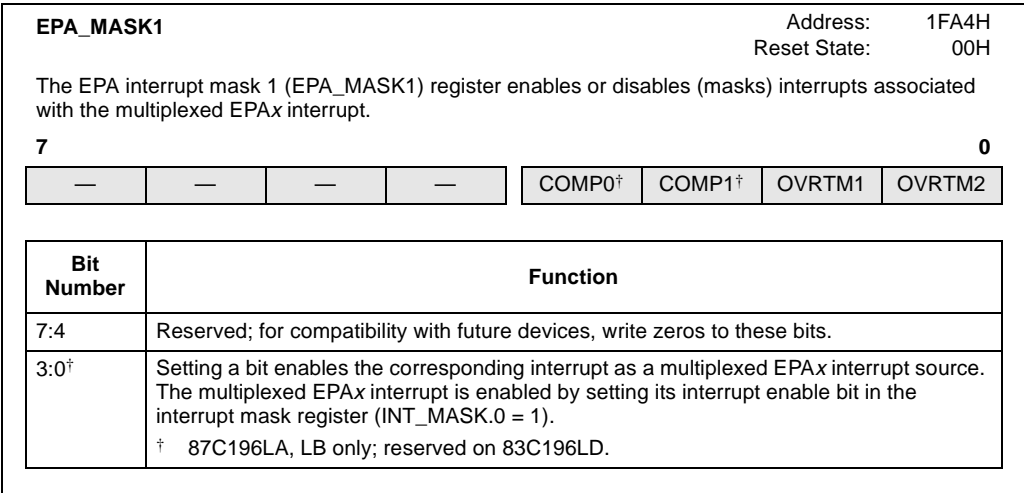 EPA_MASK1 Address: 1FA4H
Reset State: 00H
The EPA interrupt mask 1 (EPA_MASK1) register enables or disables (masks) interrupts associated
with the multiplexed EPAx interrupt.
7 0
— — — — COMP0† COMP1† OVRTM1 OVRTM2
Bit Number Function
7:4 Reserved; for compatibility with future devices, write zeros to these bits.
3:0† Setting a bit enables the corresponding interrupt as a multiplexed EPAx interrupt source.
The multiplexed EPAx interrupt is enabled by setting its interrupt enable bit in the
interrupt mask register (INT_MASK.0 = 1).
† 87C196LA, LB only; reserved on 83C196LD.